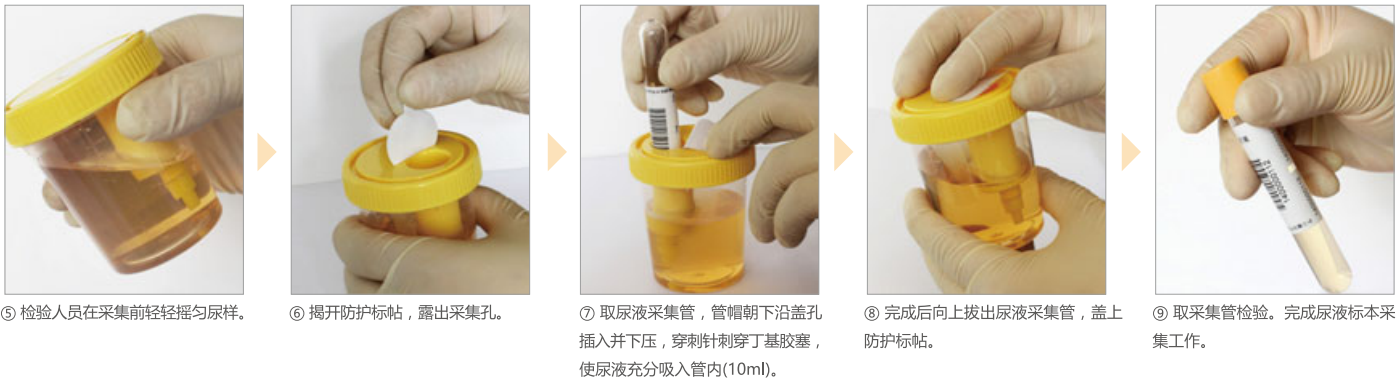 ⑤ 检验人员在采集前轻轻摇匀尿样。
⑥ 揭开防护标帖，露出采集孔。
⑦ 取尿液采集管，管帽朝下沿盖孔
插入并下压，穿刺针刺穿丁基胶塞，
使尿液充分吸入管内(10ml)。
⑧ 完成后向上拔出尿液采集管，盖上
防护标帖。
⑨ 取采集管检验。完成尿液标本采
集工作。